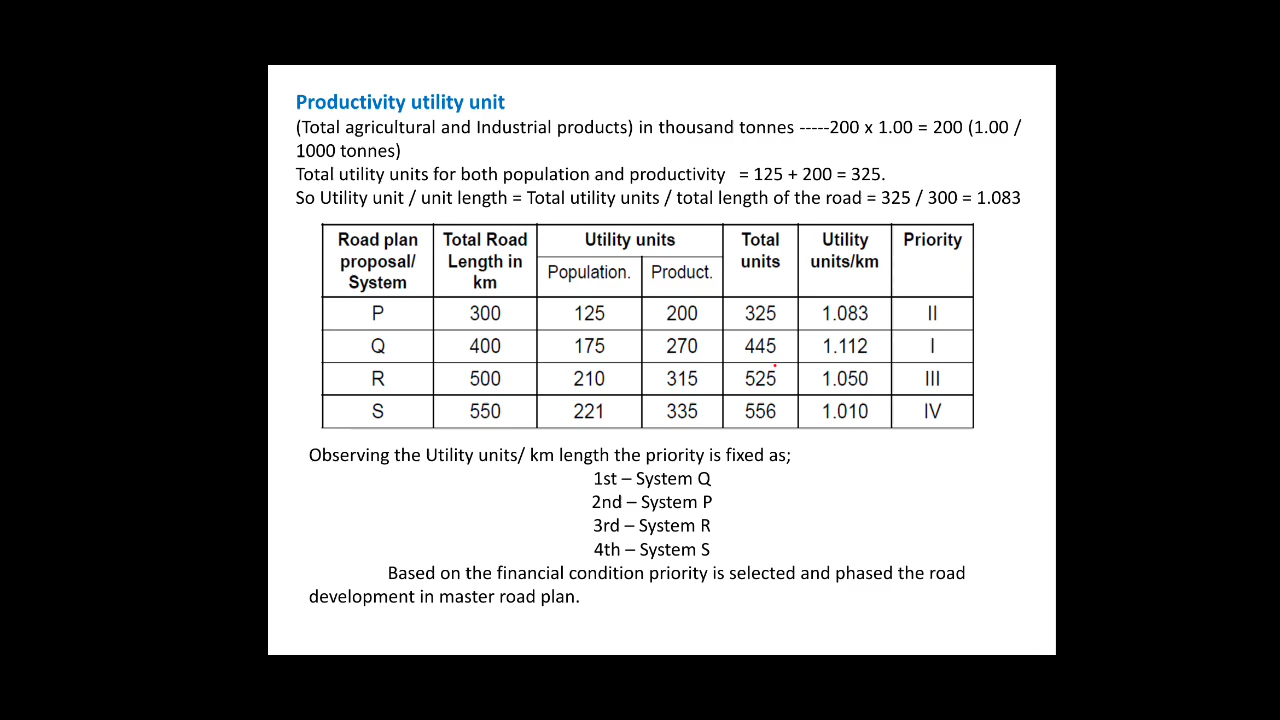 Productivity utility unit
(Total agricultural and Industrial products) in thousand tonnes -----200 x 1.00 = 200 (1.00 /
1000 tonnes)
Total utility units for both population and productivity = 125 + 200 = 325.
So Utility unit / unit length = Total utility units / total length of the road = 325 / 300 = 1.083
Road plan proposal/ System Total Road Length in km Utility units Total units Utility units/km Priority
Population. Product.
P 300 125 200 325 1.083 II
Q 400 175 270 445 1.112 I
R 500 210 315 525 1.050 III
S 550 221 335 556 1.010 IV
Observing the Utility units/ km length the priority is fixed as;
1st – System Q
2nd – System P
3rd – System R
4th – System S
Based on the financial condition priority is selected and phased the road
development in master road plan.